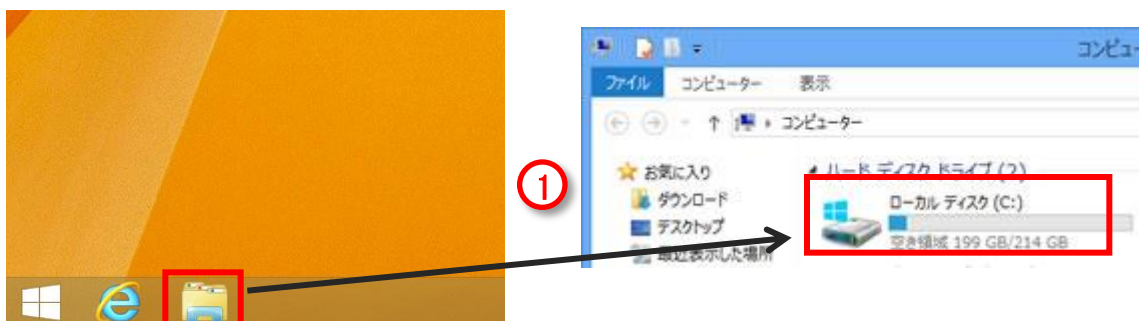 コンピュ
ファイル コンピューター 表示
コンピューター
お気に入り
ダウンロード
デスクトップ
最近表示した場所
ハード ディスク ドライブ (2)
ローカル ディスク (C:)
空き領域 199 GB/214 GB
1